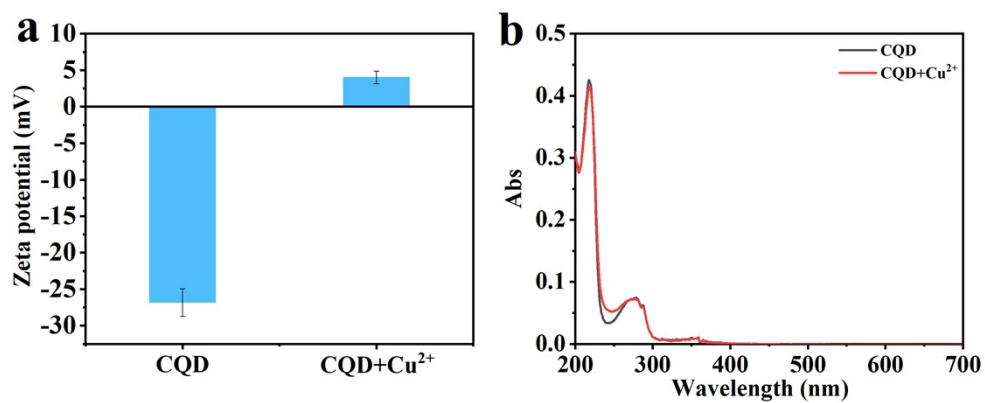 a
Zeta potential (mV)
10
5
0
-5
-10
-15
-20
-25
-30
CQD
CQD+Cu²⁺
b
Abs
0.5
0.4
0.3
0.2
0.1
0.0
CQD
CQD+Cu²⁺
200 300 400 500 600 700
Wavelength (nm)